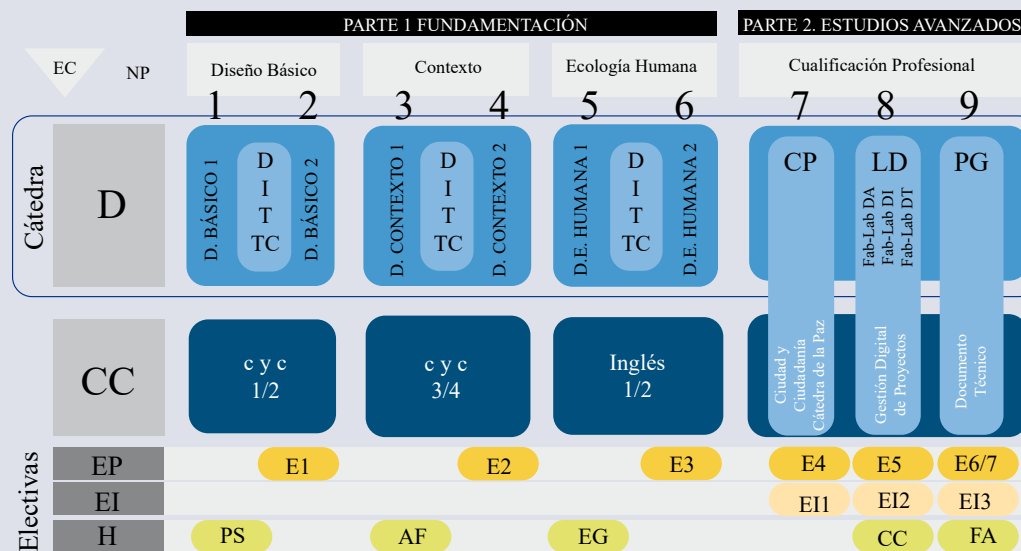 PARTE 1 FUNDAMENTACIÓN
PARTE 2. ESTUDIOS AVANZADOS
EC
NP
Diseño Básico
Contexto
Ecología Humana
Cualificación Profesional
1
2
3
4
5
6
7
8
9
Cátedra
D
D. BÁSICO 1
D
I
T
TC
D. BÁSICO 2
D. CONTEXTO 1
D
I
T
TC
D. CONTEXTO 2
D.E. HUMANA 1
D
I
T
TC
D.E. HUMANA 2
CP
LD
Fab-Lab DA
Fab-Lab DI
Fab-Lab DT
PG
CC
c y c
1/2
c y c
3/4
Inglés
1/2
Ciudad y
Ciudadanía
Cátedra de la Paz
Gestión Digital
de Proyectos
Documento
Técnico
Electivas
EP
E1
E2
E3
E4
E5
E6/7
EI
EI1
EI2
EI3
H
PS
AF
EG
CC
FA